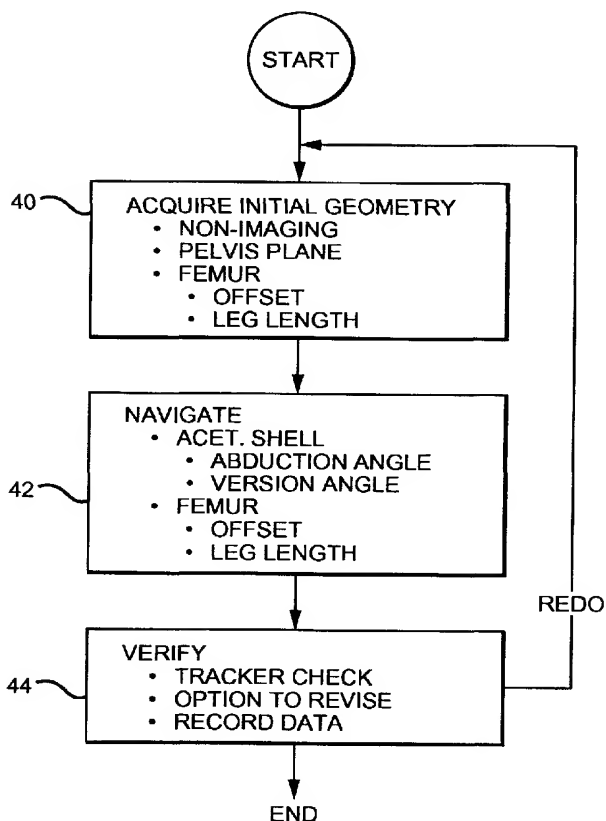 START
40
ACQUIRE INITIAL GEOMETRY
• NON-IMAGING
• PELVIS PLANE
• FEMUR
• OFFSET
• LEG LENGTH
42
NAVIGATE
• ACET. SHELL
• ABDUCTION ANGLE
• VERSION ANGLE
• FEMUR
• OFFSET
• LEG LENGTH
REDO
44
VERIFY
• TRACKER CHECK
• OPTION TO REVISE
• RECORD DATA
END